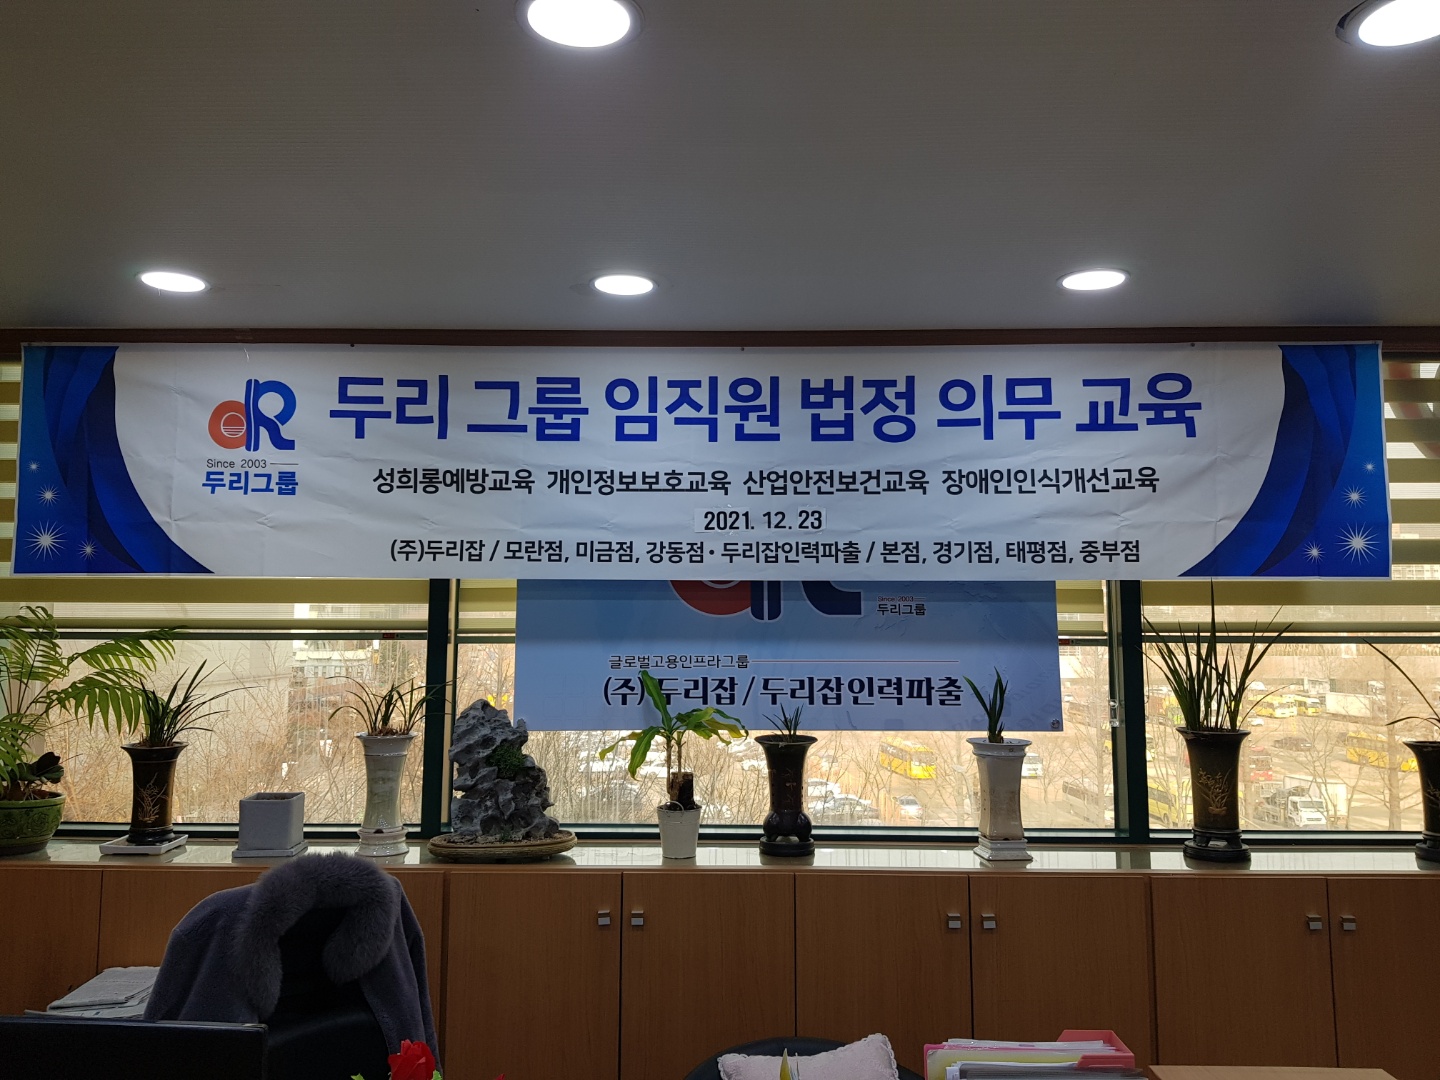 두리 그룹 임직원 법정 의무 교육
Since 2003
두리그룹
성희롱예방교육 개인정보보호교육 산업안전보건교육 장애인인식개선교육
2021. 12. 23
(주)두리잡 / 모란점, 미금점, 강동점 · 두리잡인력파출 / 본점, 경기점, 태평점, 중부점
Since 2003
두리그룹
글로벌고용인프라그룹
(주)두리잡 / 두리잡인력파출